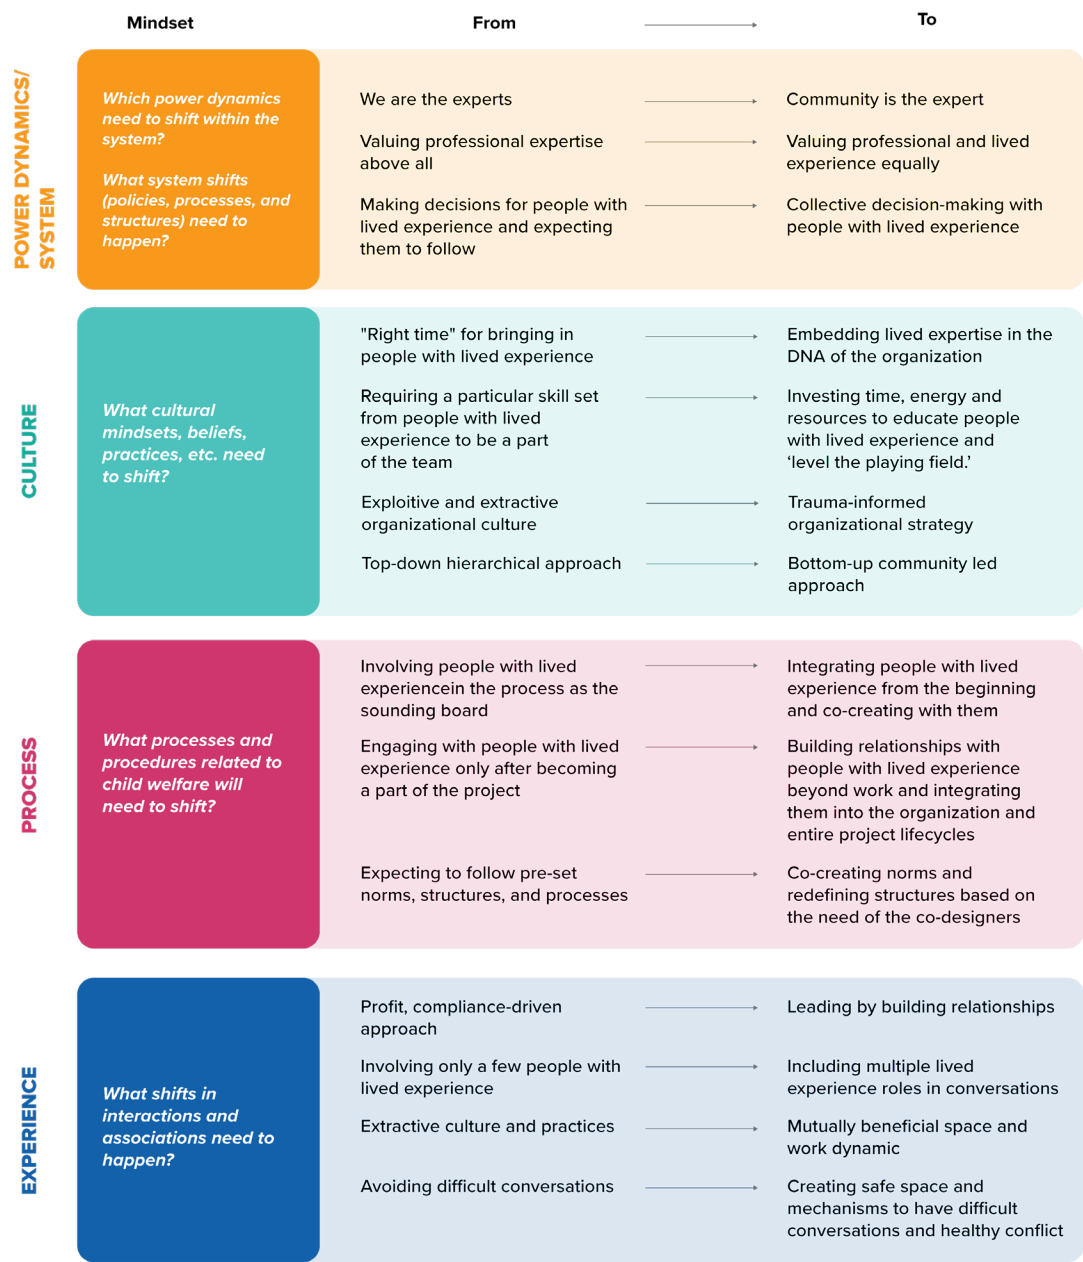 Mindset
From
To
POWER DYNAMICS/
SYSTEM
Which power dynamics
need to shift within the
system?
What system shifts
(policies, processes, and
structures) need to
happen?
We are the experts
Community is the expert
Valuing professional expertise
above all
Valuing professional and lived
experience equally
Making decisions for people with
lived experience and expecting
them to follow
Collective decision-making with
people with lived experience
CULTURE
What cultural
mindsets, beliefs,
practices, etc. need
to shift?
"Right time" for bringing in
people with lived experience
Embedding lived expertise in the
DNA of the organization
Requiring a particular skill set
from people with lived
experience to be a part
of the team
Investing time, energy and
resources to educate people
with lived experience and
‘level the playing field.’
Exploitive and extractive
organizational culture
Trauma-informed
organizational strategy
Top-down hierarchical approach
Bottom-up community led
approach
PROCESS
What processes and
procedures related to
child welfare will
need to shift?
Involving people with lived
experiencein the process as the
sounding board
Integrating people with lived
experience from the beginning
and co-creating with them
Engaging with people with lived
experience only after becoming
a part of the project
Building relationships with
people with lived experience
beyond work and integrating
them into the organization and
entire project lifecycles
Expecting to follow pre-set
norms, structures, and processes
Co-creating norms and
redefining structures based on
the need of the co-designers
EXPERIENCE
What shifts in
interactions and
associations need to
happen?
Profit, compliance-driven
approach
Leading by building relationships
Involving only a few people with
lived experience
Including multiple lived
experience roles in conversations
Extractive culture and practices
Mutually beneficial space and
work dynamic
Avoiding difficult conversations
Creating safe space and
mechanisms to have difficult
conversations and healthy conflict